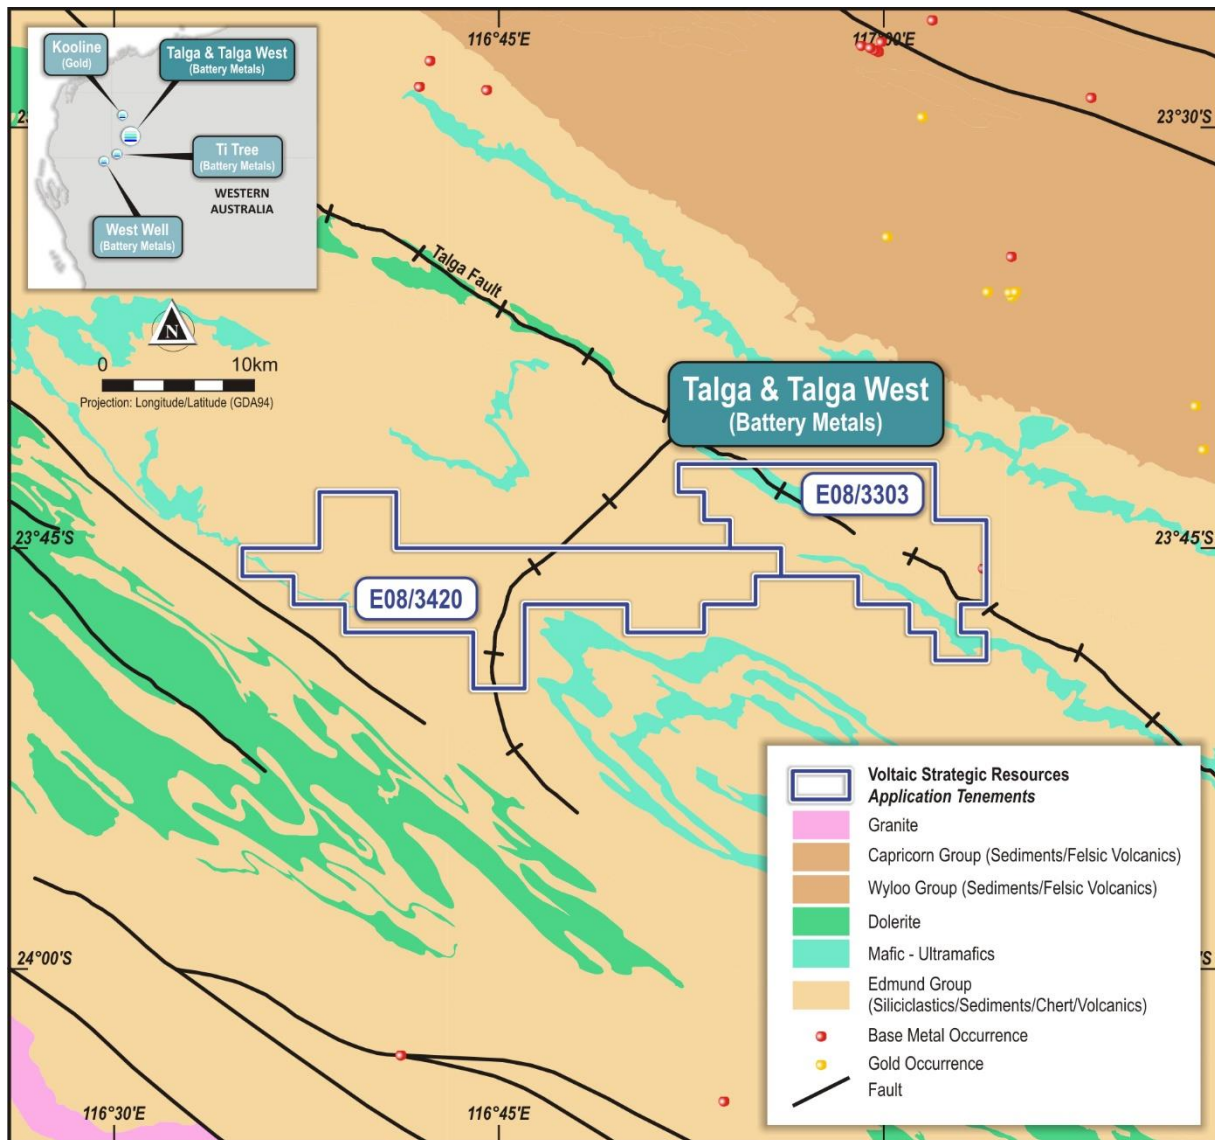 116°45'E
117°00'E
Kooline
(Gold)
Talga & Talga West
(Battery Metals)
Ti Tree
(Battery Metals)
WESTERN
AUSTRALIA
West Well
(Battery Metals)
23°30'S
Talga Fault
N
0 10km
Projection: Longitude/Latitude (GDA94)
Talga & Talga West
(Battery Metals)
E08/3303
23°45'S
23°45'S
E08/3420
Voltaic Strategic Resources
Application Tenements
Granite
Capricorn Group (Sediments/Felsic Volcanics)
Wyloo Group (Sediments/Felsic Volcanics)
Dolerite
Mafic - Ultramafics
Edmund Group
(Siliciclastics/Sediments/Chert/Volcanics)
Base Metal Occurrence
Gold Occurrence
Fault
24°00'S
116°30'E
116°45'E